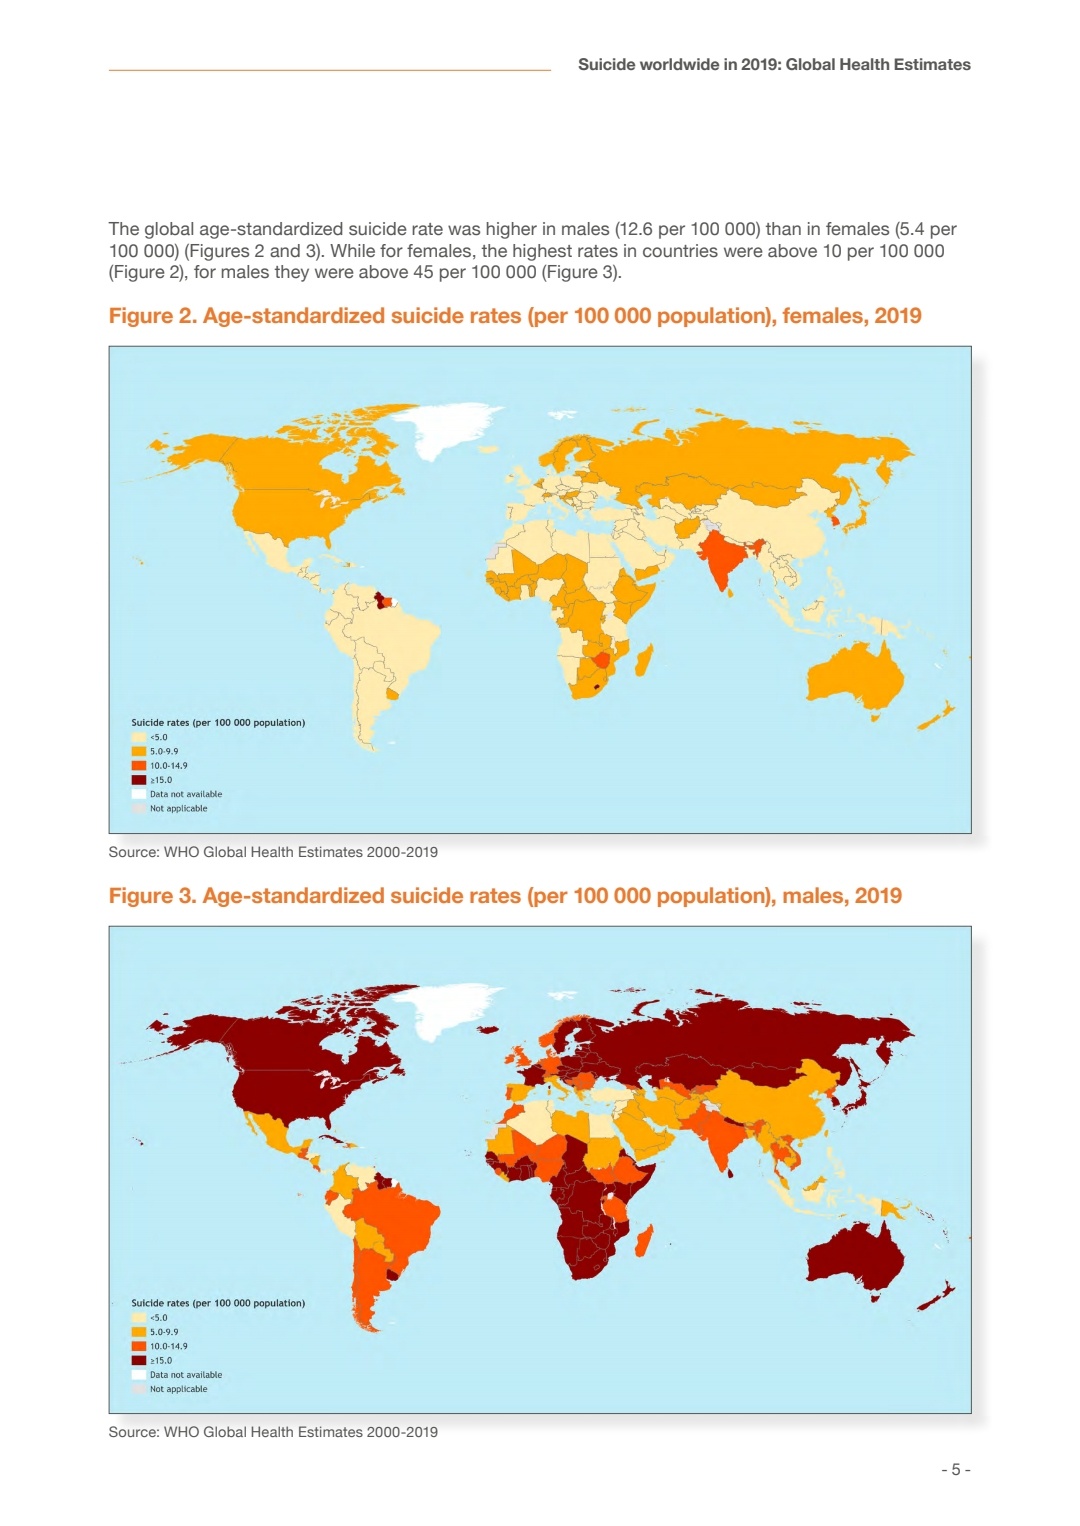 Suicide worldwide in 2019: Global Health Estimates
The global age-standardized suicide rate was higher in males (12.6 per 100 000) than in females (5.4 per
100 000) (Figures 2 and 3). While for females, the highest rates in countries were above 10 per 100 000
(Figure 2), for males they were above 45 per 100 000 (Figure 3).
Figure 2. Age-standardized suicide rates (per 100 000 population), females, 2019
Suicide rates (per 100 000 population)
<5.0
5.0-9.9
10.0-14.9
≥15.0
Data not available
Not applicable
Source: WHO Global Health Estimates 2000-2019
Figure 3. Age-standardized suicide rates (per 100 000 population), males, 2019
Suicide rates (per 100 000 population)
<5.0
5.0-9.9
10.0-14.9
≥15.0
Data not available
Not applicable
Source: WHO Global Health Estimates 2000-2019
- 5 -